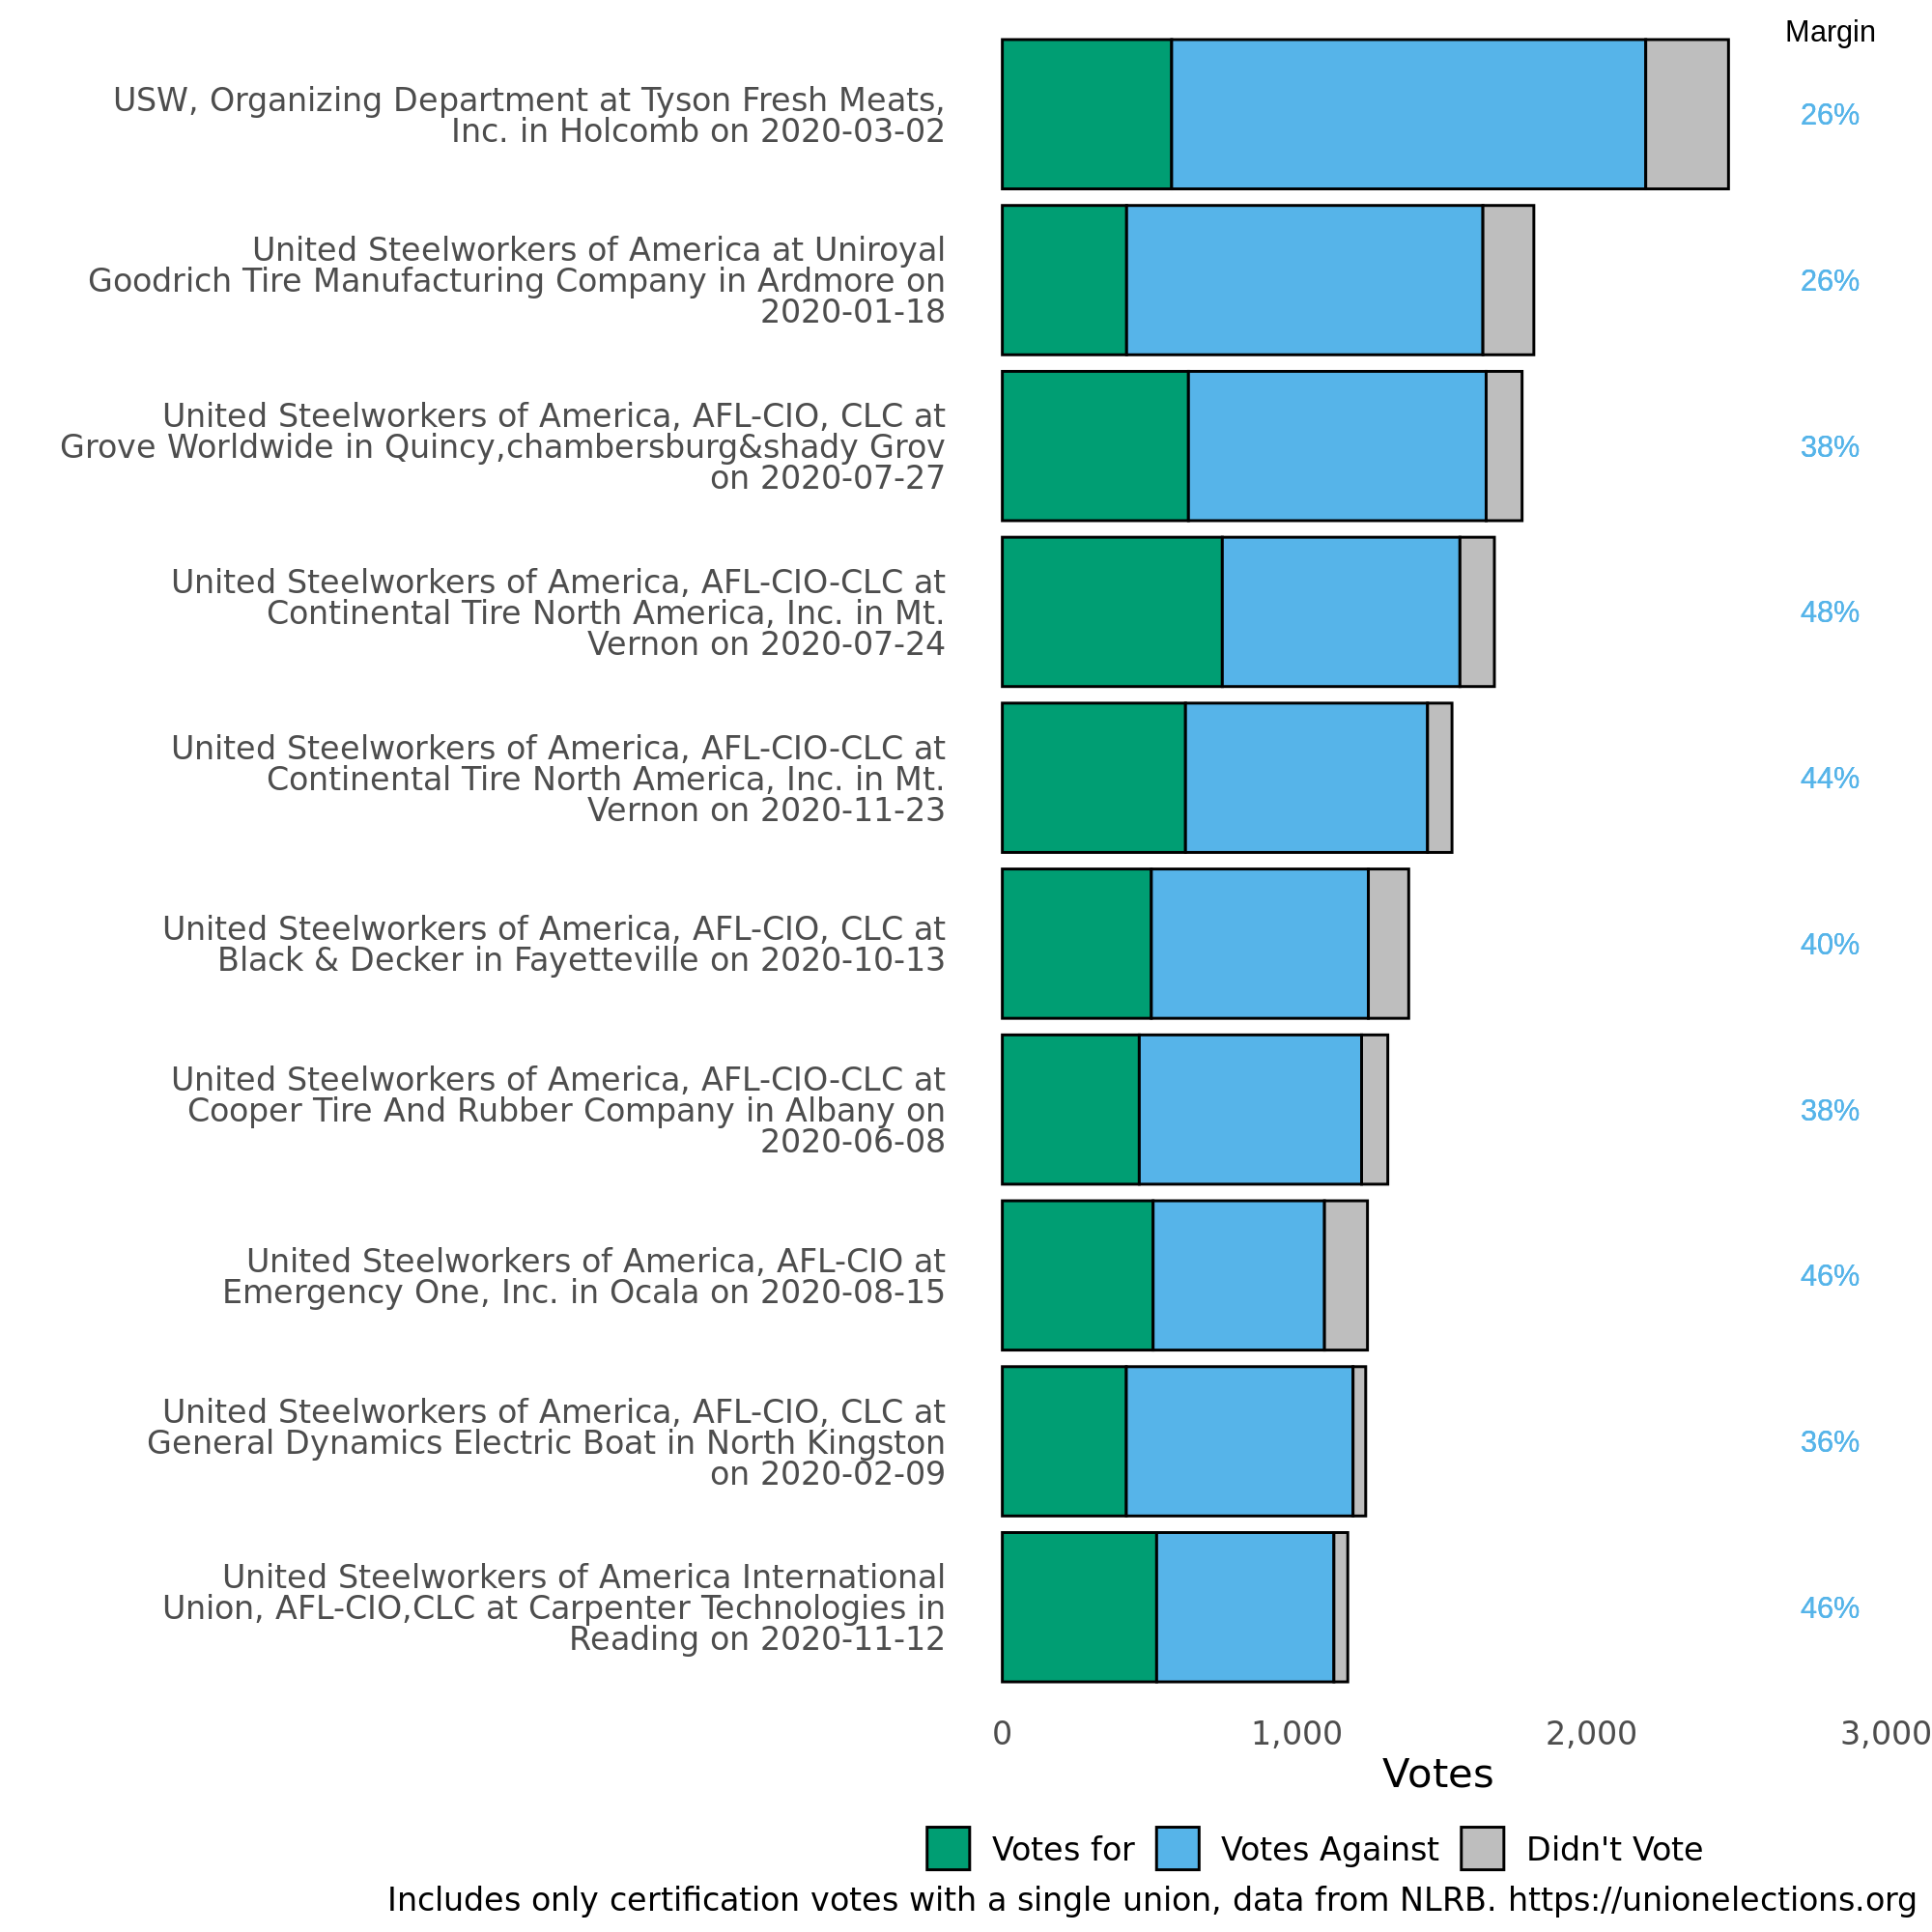 Margin
USW, Organizing Department at Tyson Fresh Meats,
Inc. in Holcomb on 2020-03-02
26%
United Steelworkers of America at Uniroyal
Goodrich Tire Manufacturing Company in Ardmore on
2020-01-18
26%
United Steelworkers of America, AFL-CIO, CLC at
Grove Worldwide in Quincy,chambersburg&shady Grov
on 2020-07-27
38%
United Steelworkers of America, AFL-CIO-CLC at
Continental Tire North America, Inc. in Mt.
Vernon on 2020-07-24
48%
United Steelworkers of America, AFL-CIO-CLC at
Continental Tire North America, Inc. in Mt.
Vernon on 2020-11-23
44%
United Steelworkers of America, AFL-CIO, CLC at
Black & Decker in Fayetteville on 2020-10-13
40%
United Steelworkers of America, AFL-CIO-CLC at
Cooper Tire And Rubber Company in Albany on
2020-06-08
38%
United Steelworkers of America, AFL-CIO at
Emergency One, Inc. in Ocala on 2020-08-15
46%
United Steelworkers of America, AFL-CIO, CLC at
General Dynamics Electric Boat in North Kingston
on 2020-02-09
36%
United Steelworkers of America International
Union, AFL-CIO,CLC at Carpenter Technologies in
Reading on 2020-11-12
46%
0 1,000 2,000 3,000
Votes
Votes for Votes Against Didn't Vote
Includes only certification votes with a single union, data from NLRB. https://unionelections.org